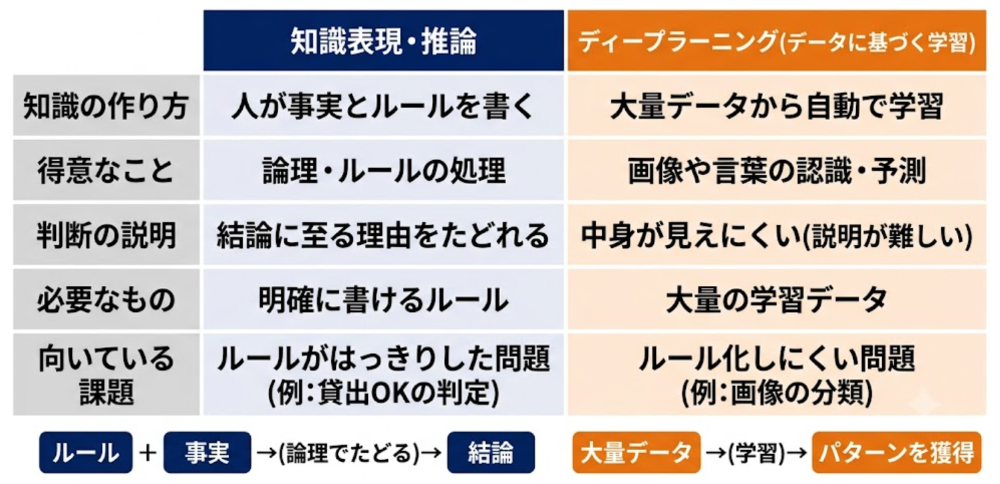 知識表現・推論
ディープラーニング(データに基づく学習)
知識の作り方
人が事実とルールを書く
大量データから自動で学習
得意なこと
論理・ルールの処理
画像や言葉の認識・予測
判断の説明
結論に至る理由をたどれる
中身が見えにくい(説明が難しい)
必要なもの
明確に書けるルール
大量の学習データ
向いている
課題
ルールがはっきりした問題
(例:貸出OKの判定)
ルール化しにくい問題
(例:画像の分類)
ルール + 事実 →(論理でたどる)→ 結論
大量データ →(学習)→ パターンを獲得